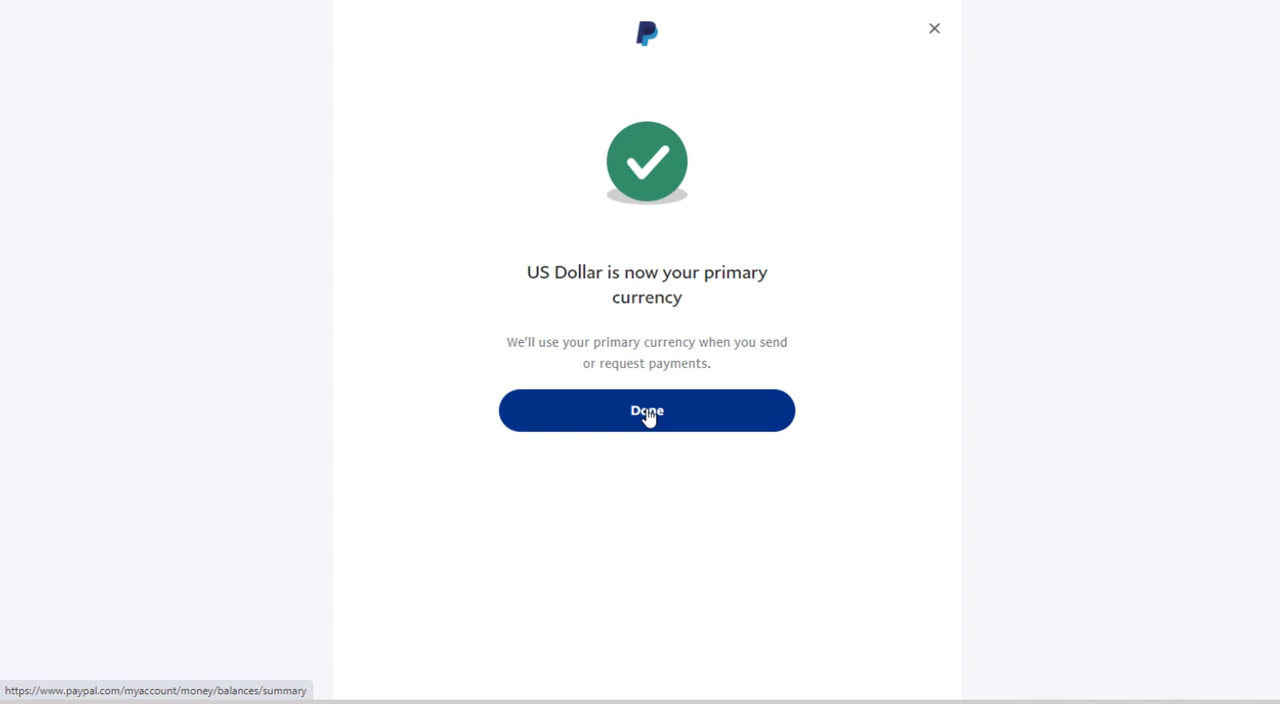 US Dollar is now your primary
currency
We'll use your primary currency when you send
or request payments.
Done
https://www.paypal.com/myaccount/money/balances/summary